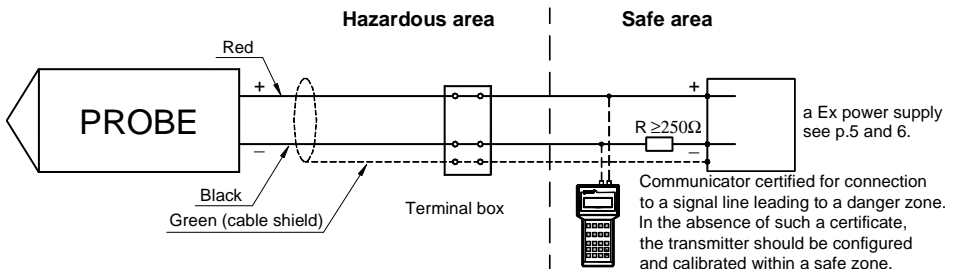 Hazardous area
Safe area
Red
+
+
PROBE
R ≥250Ω
a Ex power supply
see p.5 and 6.
–
–
Black
Green (cable shield)
Terminal box
Communicator certified for connection
to a signal line leading to a danger zone.
In the absence of such a certificate,
the transmitter should be configured
and calibrated within a safe zone.